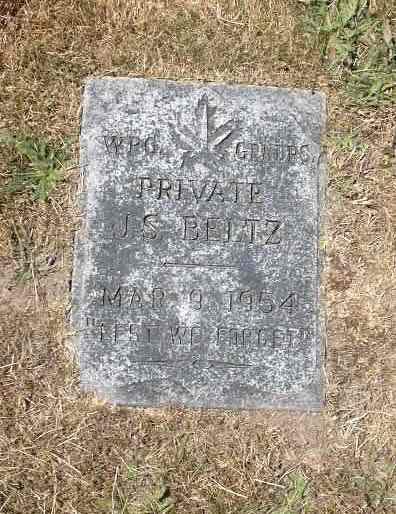 WPG. GRNDRS
PRIVATE
J.S. BELTZ
MAR 9 1954
"LEST WE FORGET"